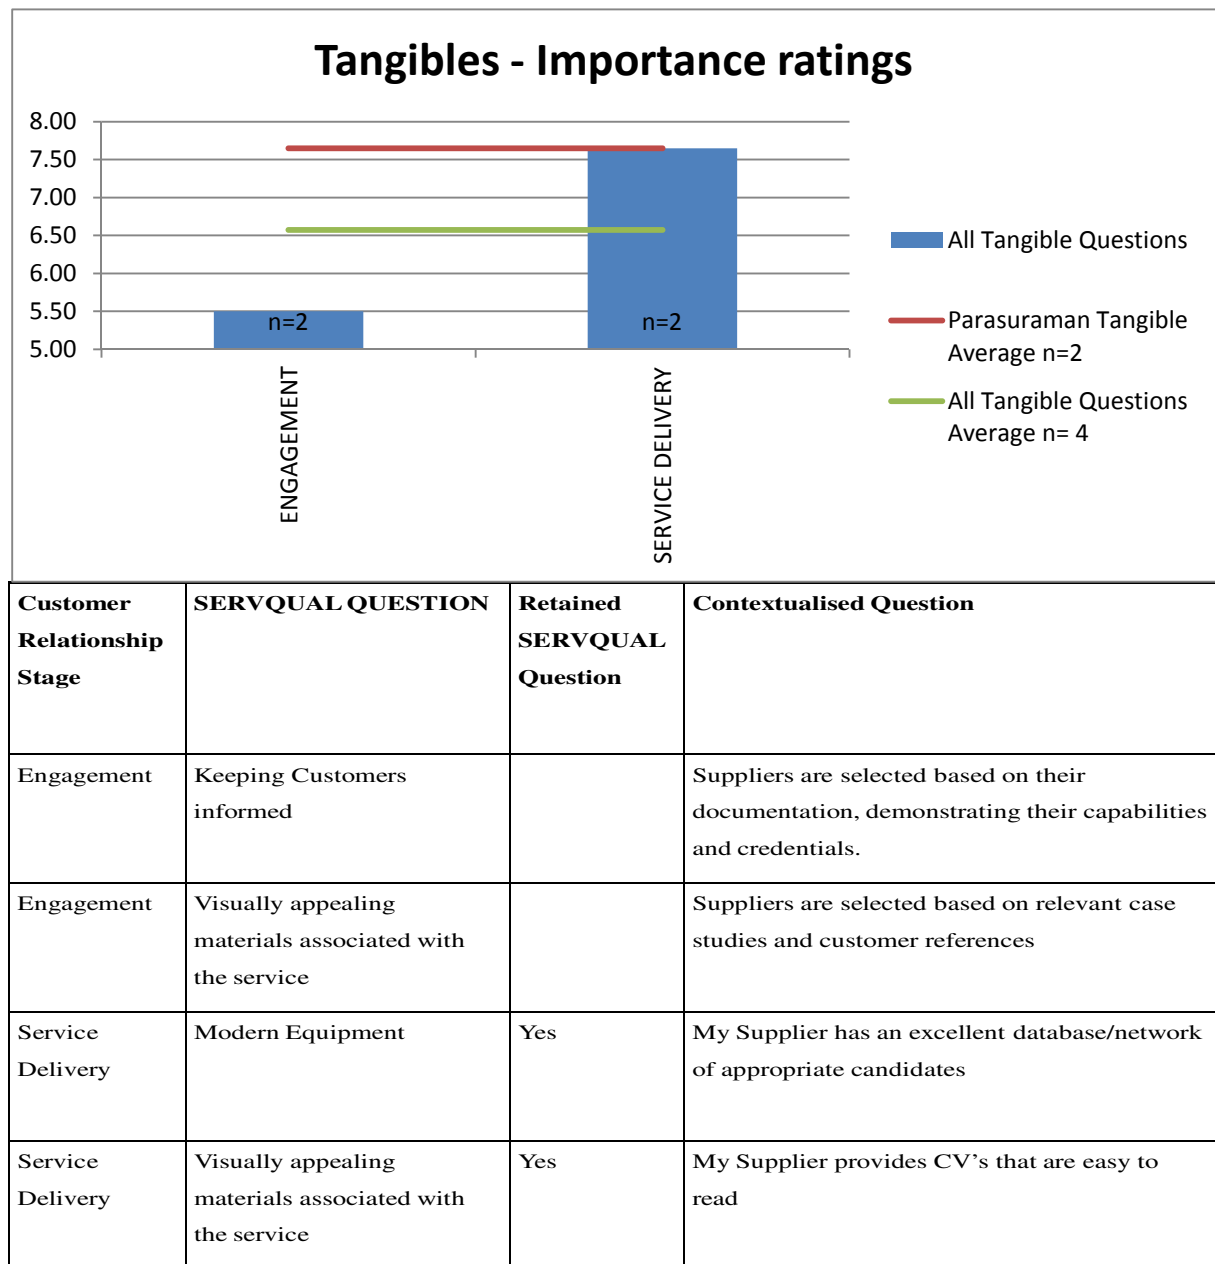 Tangibles - Importance ratings
8.00
7.50
7.00
6.50
6.00
5.50
5.00
n=2
n=2
ENGAGEMENT
SERVICE DELIVERY
All Tangible Questions
Parasuraman Tangible
Average n=2
All Tangible Questions
Average n= 4
Customer
Relationship
Stage
SERVQUAL QUESTION
Retained
SERVQUAL
Question
Contextualised Question
Engagement
Keeping Customers
informed
Suppliers are selected based on their
documentation, demonstrating their capabilities
and credentials.
Engagement
Visually appealing
materials associated with
the service
Suppliers are selected based on relevant case
studies and customer references
Service
Delivery
Modern Equipment
Yes
My Supplier has an excellent database/network
of appropriate candidates
Service
Delivery
Visually appealing
materials associated with
the service
Yes
My Supplier provides CV’s that are easy to
read